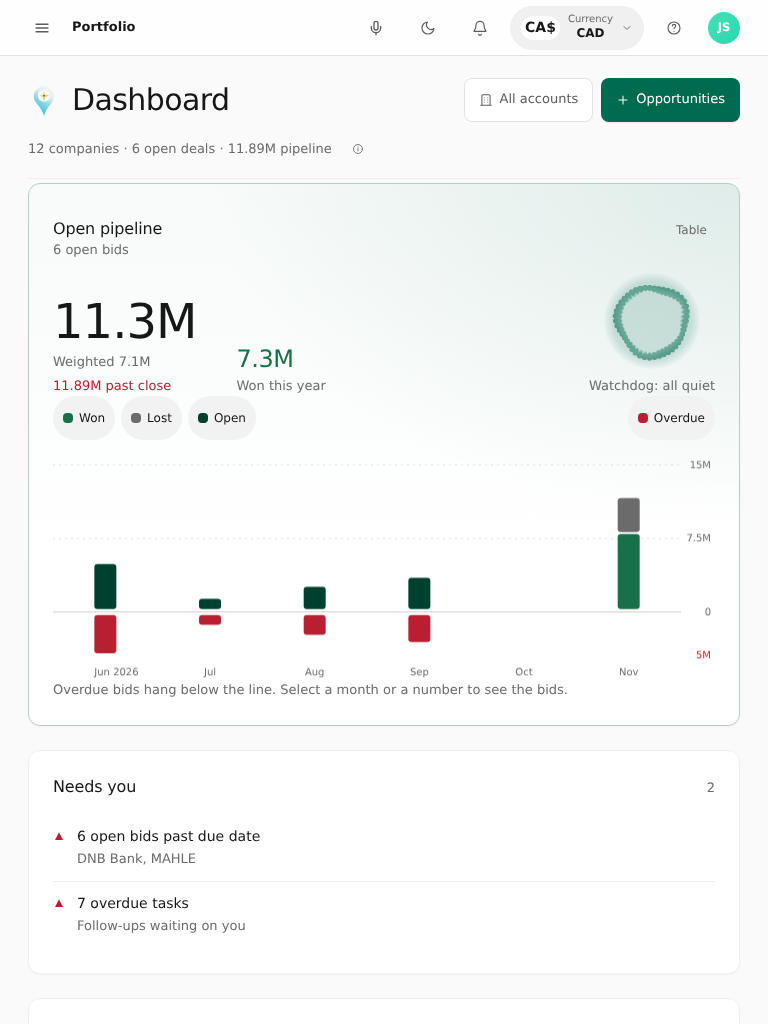 Portfolio
CA$
Currency
CAD
JS
Dashboard
All accounts
Opportunities
12 companies · 6 open deals · 11.89M pipeline
Open pipeline
Table
6 open bids
11.3M
Weighted 7.1M
7.3M
11.89M past close
Won this year
Watchdog: all quiet
Won
Lost
Open
Overdue
15M
7.5M
0
5M
Jun 2026
Jul
Aug
Sep
Oct
Nov
Overdue bids hang below the line. Select a month or a number to see the bids.
Needs you
2
6 open bids past due date
DNB Bank, MAHLE
7 overdue tasks
Follow-ups waiting on you